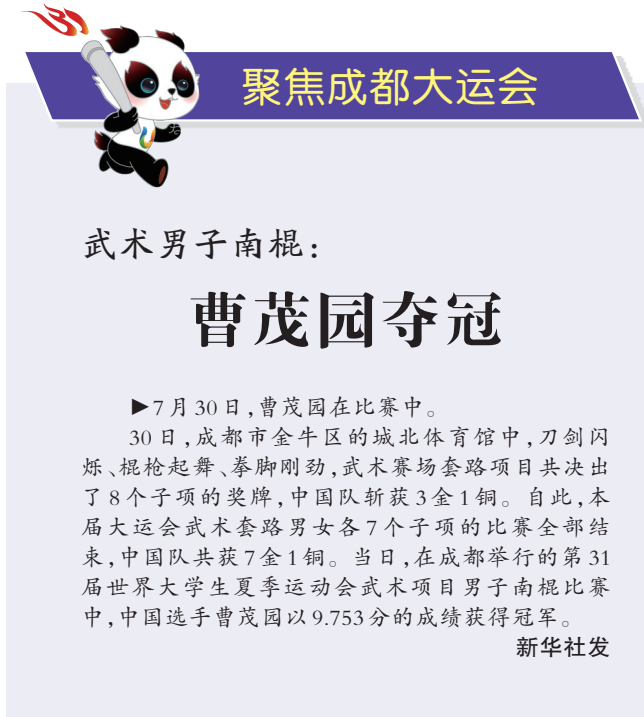 聚焦成都大运会
武术男子南棍：
曹茂园夺冠
▶7月30日，曹茂园在比赛中。
30日，成都市金牛区的城北体育馆中，刀剑闪
烁、棍枪起舞、拳脚刚劲，武术赛场套路项目共决出
了8个子项的奖牌，中国队斩获3金1铜。自此，本
届大运会武术套路男女各7个子项的比赛全部结
束，中国队共获7金1铜。当日，在成都举行的第31
届世界大学生夏季运动会武术项目男子南棍比赛
中，中国选手曹茂园以9.753分的成绩获得冠军。
新华社发